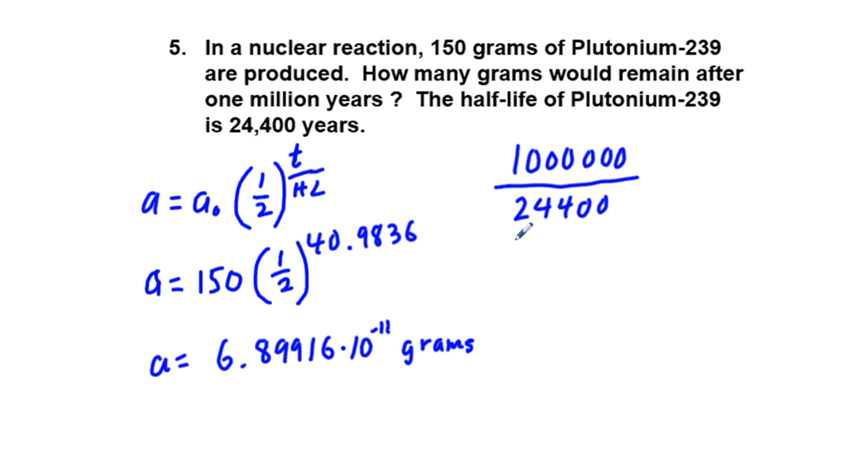 5. In a nuclear reaction, 150 grams of Plutonium-239
are produced. How many grams would remain after
one million years ? The half-life of Plutonium-239
is 24,400 years.
a = a₀ (1/2)^(t/HL)
1000000/24400
a = 150 (1/2)^40.9836
a = 6.89916·10^-11 grams